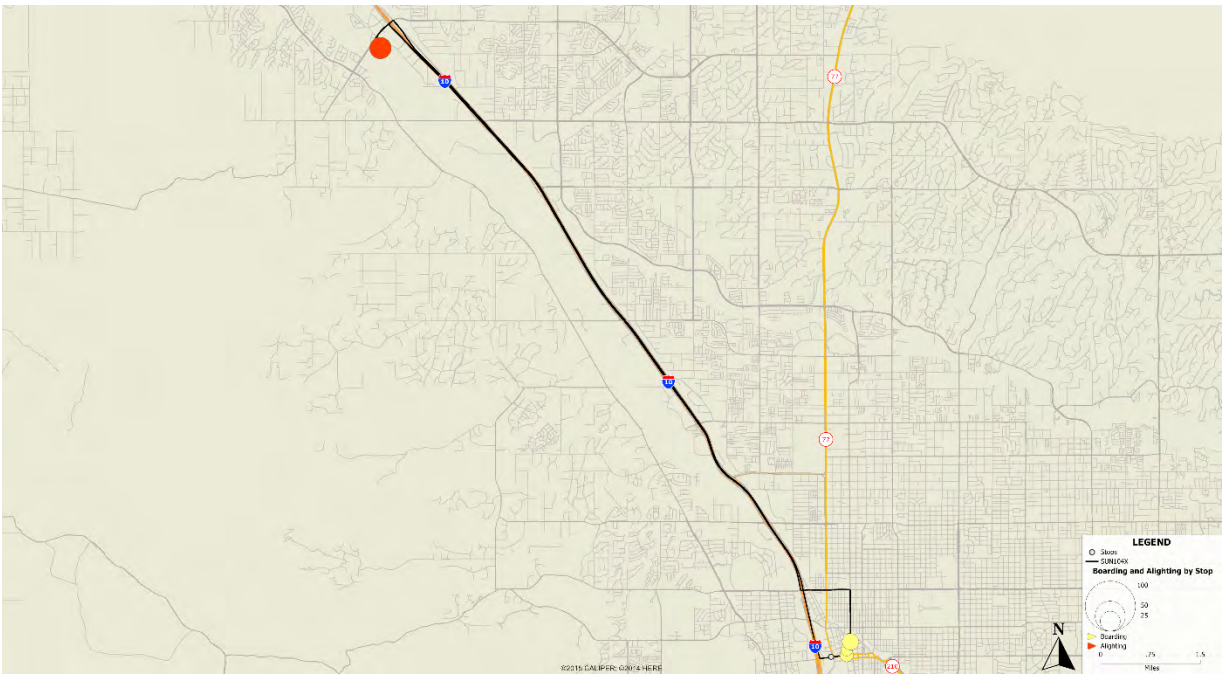 77
10
10
77
LEGEND
Stops
SUN104X
Boarding and Alighting by Stop
100
50
25
Boarding
Alighting
0 .75 1.5
Miles
N
10
210
©2015 CALIPER; ©2014 HERE